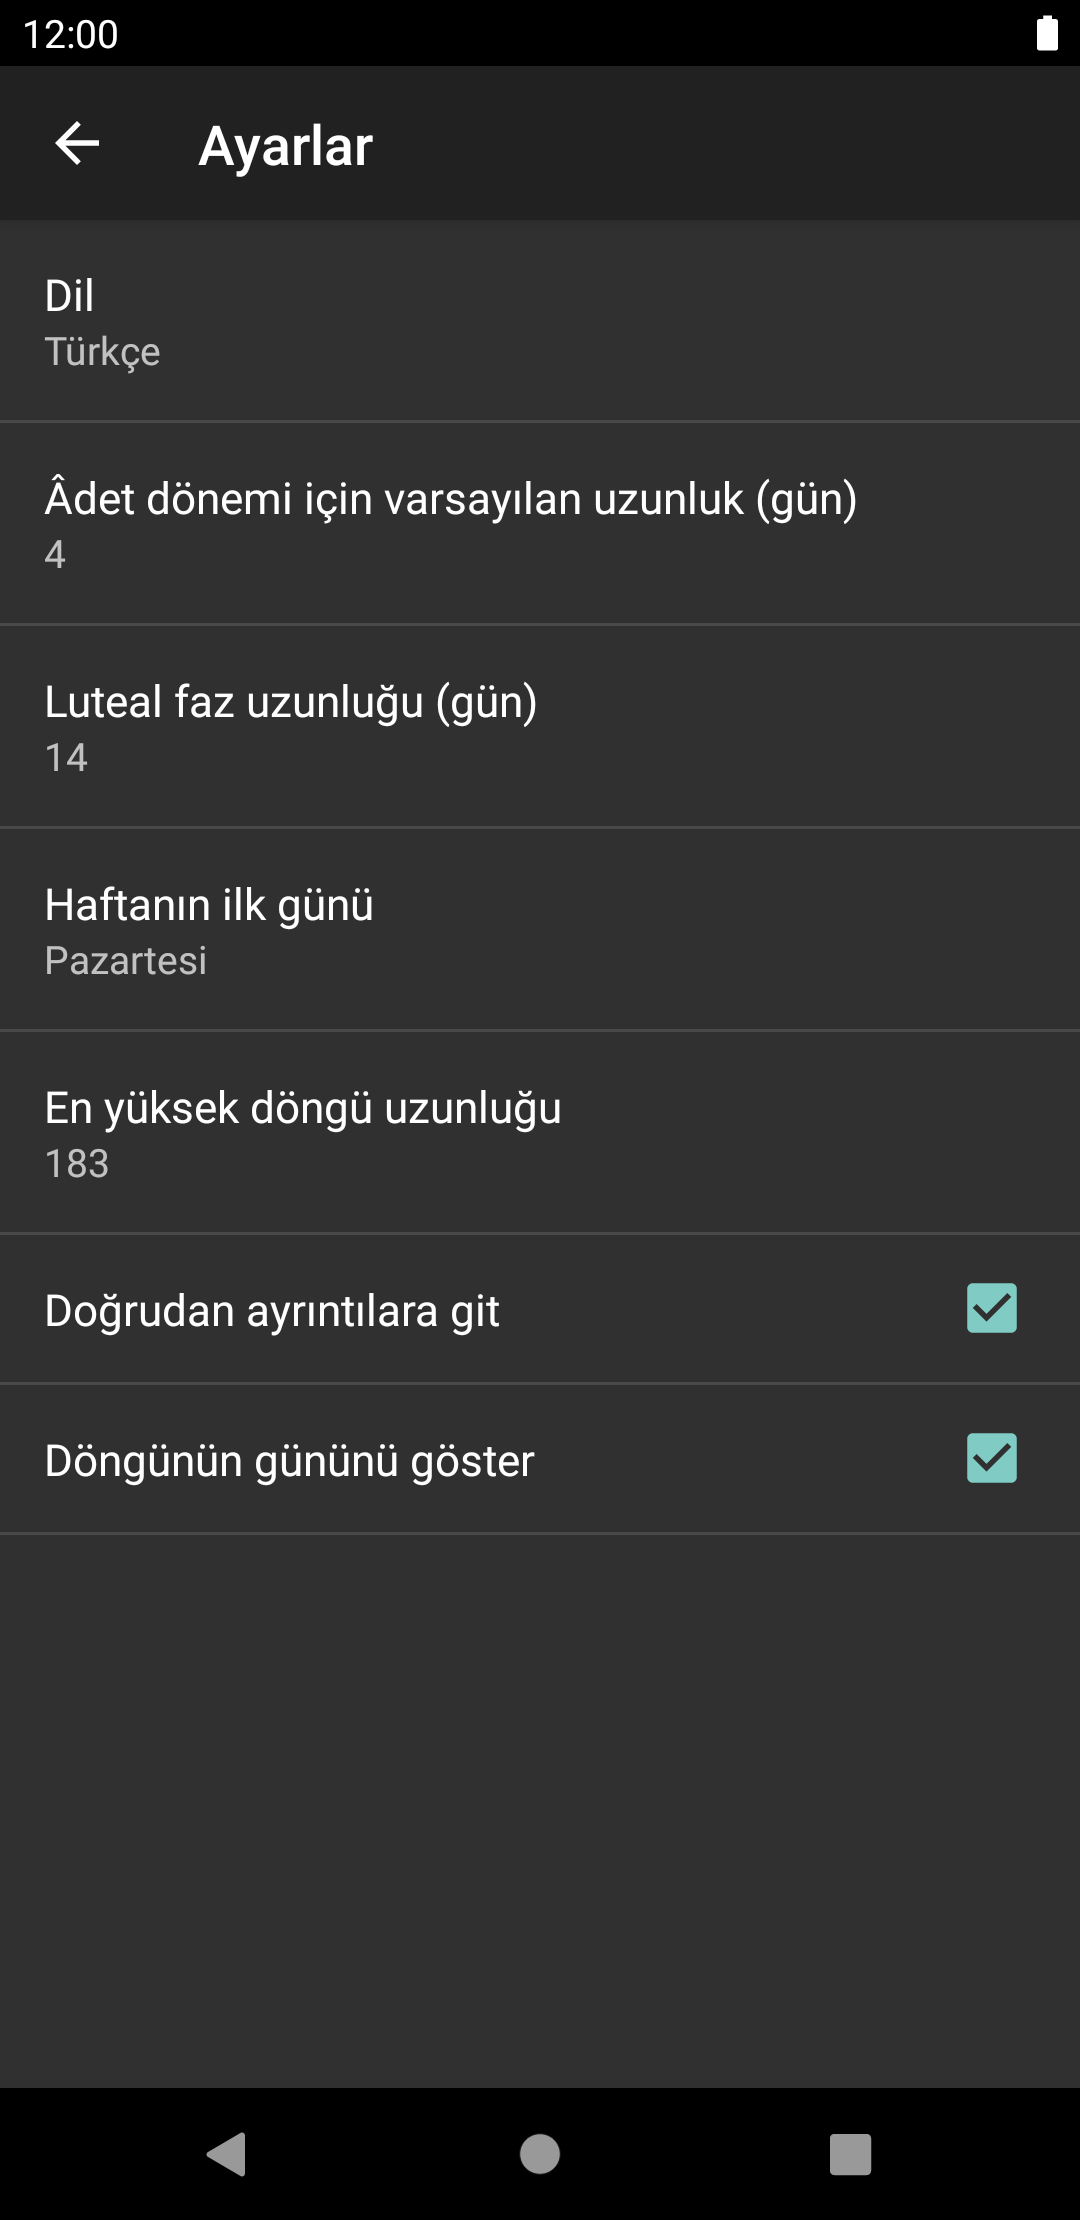 12:00
Ayarlar
Dil
Türkçe
Âdet dönemi için varsayılan uzunluk (gün)
4
Luteal faz uzunluğu (gün)
14
Haftanın ilk günü
Pazartesi
En yüksek döngü uzunluğu
183
Doğrudan ayrıntılara git
Döngünün gününü göster